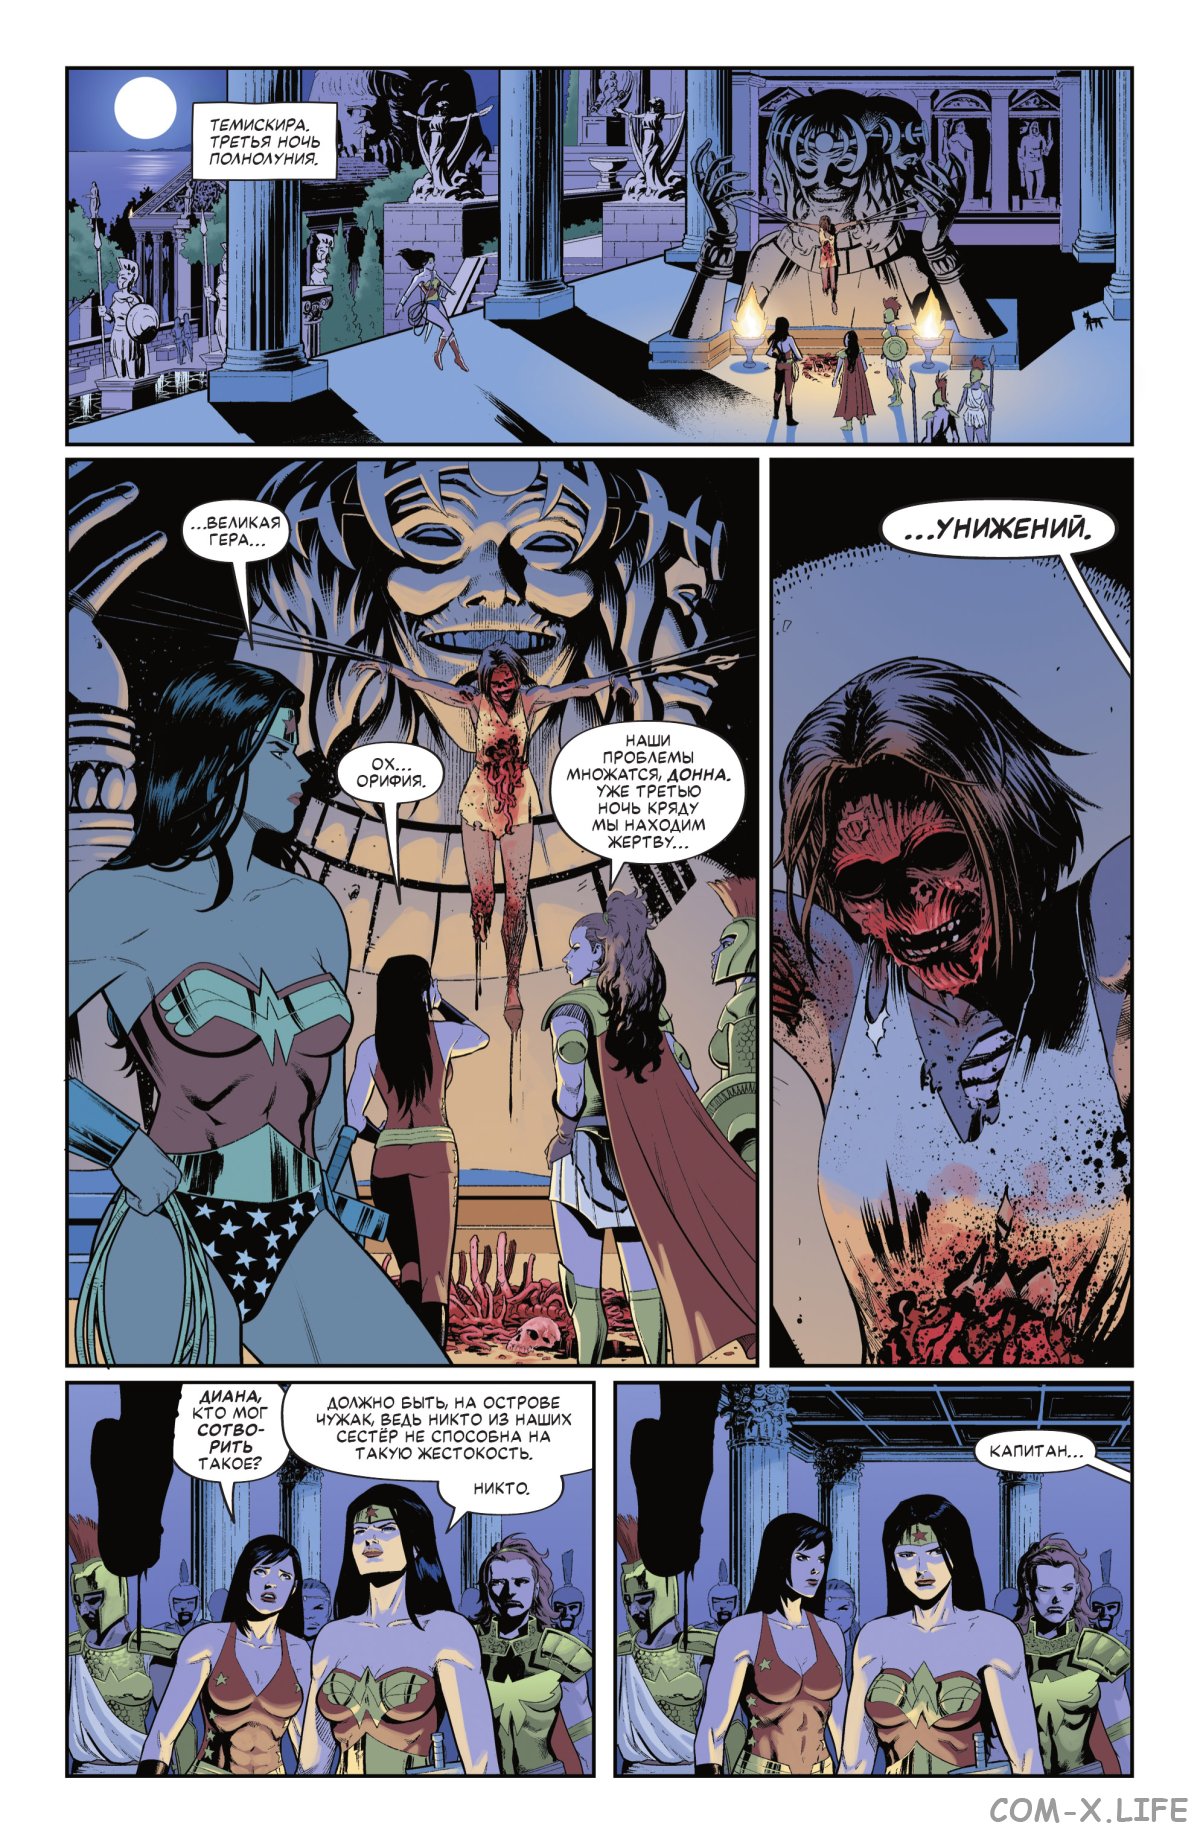 ТЕМИСКИРА.
ТРЕТЬЯ НОЧЬ
ПОЛНОЛУНИЯ.
...ВЕЛИКАЯ
ГЕРА...
ОХ...
ОРИФИЯ.
НАШИ
ПРОБЛЕМЫ
МНОЖАТСЯ, ДОННА.
УЖЕ ТРЕТЬЮ
НОЧЬ КРЯДУ
МЫ НАХОДИМ
ЖЕРТВУ...
...УНИЖЕНИЙ.
ДИАНА,
КТО МОГ
СОТВО-
РИТЬ
ТАКОЕ?
ДОЛЖНО БЫТЬ, НА ОСТРОВЕ
ЧУЖАК, ВЕДЬ НИКТО ИЗ НАШИХ
СЕСТЁР НЕ СПОСОБНА НА
ТАКУЮ ЖЕСТОКОСТЬ.
НИКТО.
КАПИТАН...
COM-X.LIFE